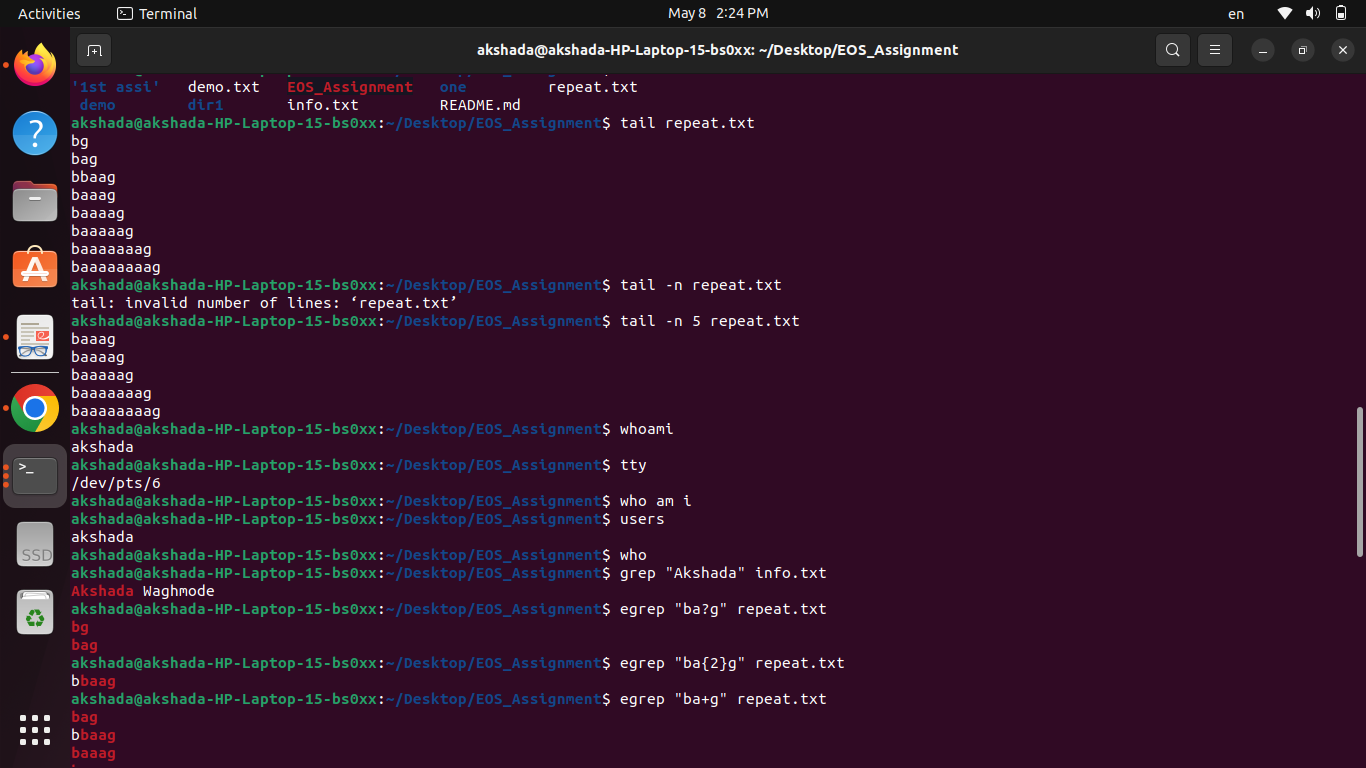 Activities Terminal May 8 2:24 PM en
akshada@akshada-HP-Laptop-15-bs0xx: ~/Desktop/EOS_Assignment
'1st assi' demo.txt EOS_Assignment one repeat.txt
demo dir1 info.txt README.md
akshada@akshada-HP-Laptop-15-bs0xx:~/Desktop/EOS_Assignment$ tail repeat.txt
bg
bag
bbaag
baaag
baaaag
baaaaag
baaaaaaag
baaaaaaaag
akshada@akshada-HP-Laptop-15-bs0xx:~/Desktop/EOS_Assignment$ tail -n repeat.txt
tail: invalid number of lines: ‘repeat.txt’
akshada@akshada-HP-Laptop-15-bs0xx:~/Desktop/EOS_Assignment$ tail -n 5 repeat.txt
baaag
baaaag
baaaaag
baaaaaaag
baaaaaaaag
akshada@akshada-HP-Laptop-15-bs0xx:~/Desktop/EOS_Assignment$ whoami
akshada
akshada@akshada-HP-Laptop-15-bs0xx:~/Desktop/EOS_Assignment$ tty
/dev/pts/6
akshada@akshada-HP-Laptop-15-bs0xx:~/Desktop/EOS_Assignment$ who am i
akshada@akshada-HP-Laptop-15-bs0xx:~/Desktop/EOS_Assignment$ users
akshada
akshada@akshada-HP-Laptop-15-bs0xx:~/Desktop/EOS_Assignment$ who
akshada@akshada-HP-Laptop-15-bs0xx:~/Desktop/EOS_Assignment$ grep "Akshada" info.txt
Akshada Waghmode
akshada@akshada-HP-Laptop-15-bs0xx:~/Desktop/EOS_Assignment$ egrep "ba?g" repeat.txt
bg
bag
akshada@akshada-HP-Laptop-15-bs0xx:~/Desktop/EOS_Assignment$ egrep "ba{2}g" repeat.txt
bbaag
akshada@akshada-HP-Laptop-15-bs0xx:~/Desktop/EOS_Assignment$ egrep "ba+g" repeat.txt
bag
bbaag
baaag
SSD